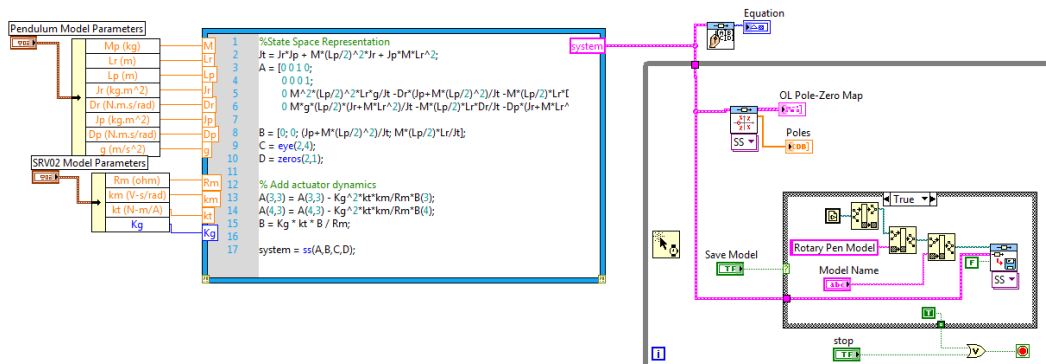 Pendulum Model Parameters
Mp (kg)
Lr (m)
Lp (m)
Jr (kg.m^2)
Dr (N.m.s/rad)
Jp (kg.m^2)
Dp (N.m.s/rad)
g (m/s^2)
M
Lr
Lp
Jr
Dr
Jp
Dp
g
SRV02 Model Parameters
Rm (ohm)
km (V-s/rad)
kt (N-m/A)
Kg
Rm
km
kt
Kg
1 %State Space Representation
2 Jt = Jr*Jp + M*(Lp/2)^2*Jr + Jp*M*Lr^2;
3 A = [0 0 1 0;
4 0 0 0 1;
5 0 M^2*(Lp/2)^2*Lr*g/Jt -Dr*(Jp+M*(Lp/2)^2)/Jt -M*(Lp/2)*Lr*D
6 0 M*g*(Lp/2)*(Jr+M*Lr^2)/Jt -M*(Lp/2)*Lr*Dr/Jt -Dp*(Jr+M*Lr^
7
8 B = [0; 0; (Jp+M*(Lp/2)^2)/Jt; M*(Lp/2)*Lr/Jt];
9 C = eye(2,4);
10 D = zeros(2,1);
11
12 % Add actuator dynamics
13 A(3,3) = A(3,3) - Kg^2*kt*km/Rm*B(3);
14 A(4,3) = A(4,3) - Kg^2*kt*km/Rm*B(4);
15 B = Kg * kt * B / Rm;
16
17 system = ss(A,B,C,D);
system
Equation
OL Pole-Zero Map
Poles
SS
True
Save Model
TF
Rotary Pen Model
Model Name
abc
F
SS
T
stop
TF
V
i